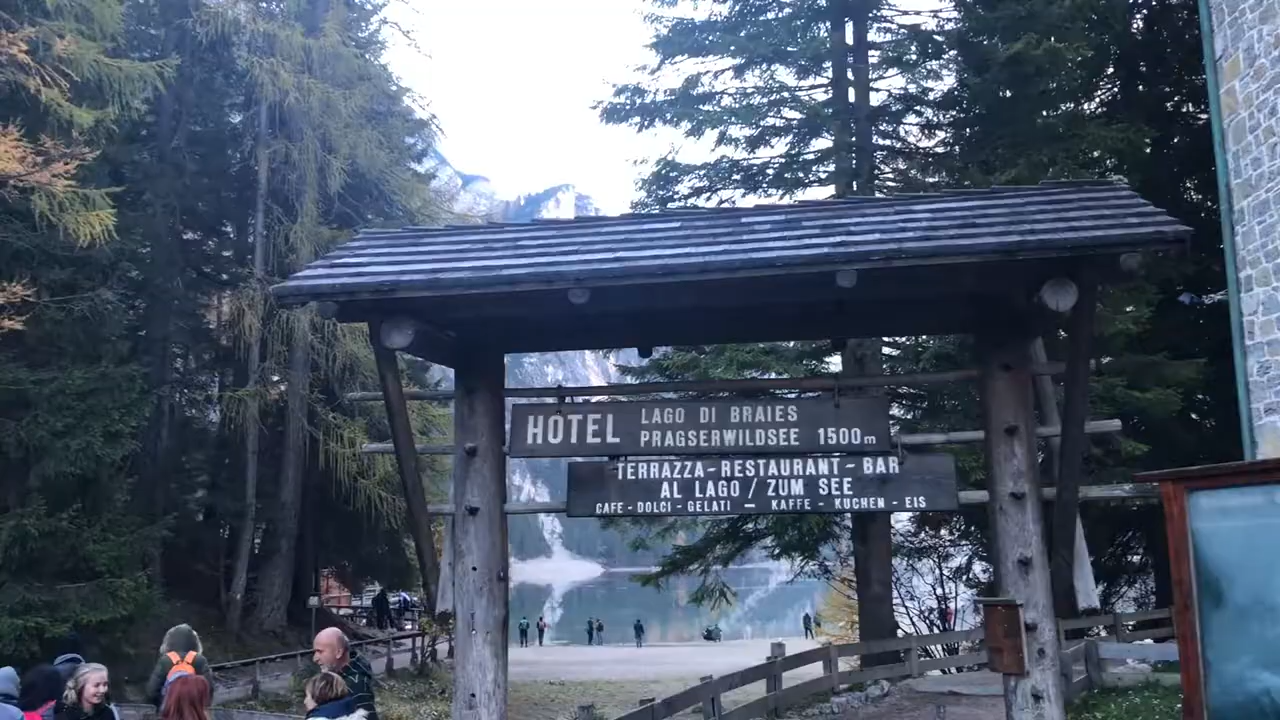 HOTEL LAGO DI BRAIES
PRAGSERWILDSEE 1500m
TERRAZZA-RESTAURANT-BAR
AL LAGO / ZUM SEE
CAFE-DOLCI-GELATI — KAFFE-KUCHEN-EIS